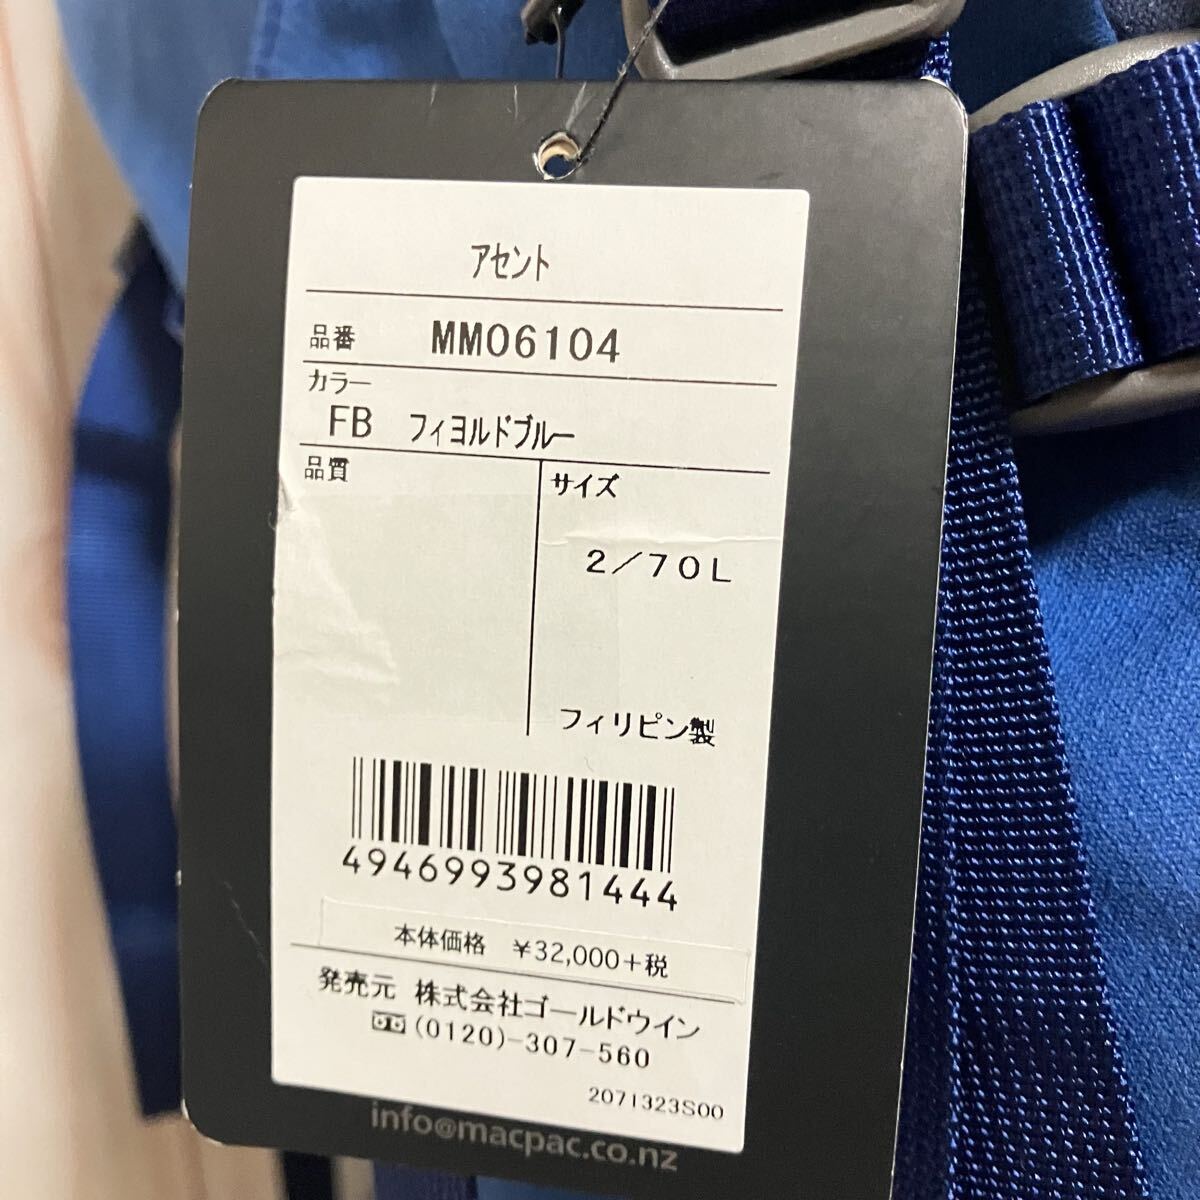 アセント
品番 MM06104
カラー
FB フィヨルドブルー
品質
サイズ
2/70L
フィリピン製
4946993981444
本体価格 ¥32,000+税
発売元 株式会社ゴールドウイン
(0120)-307-560
2071323S00
info@macpac.co.nz